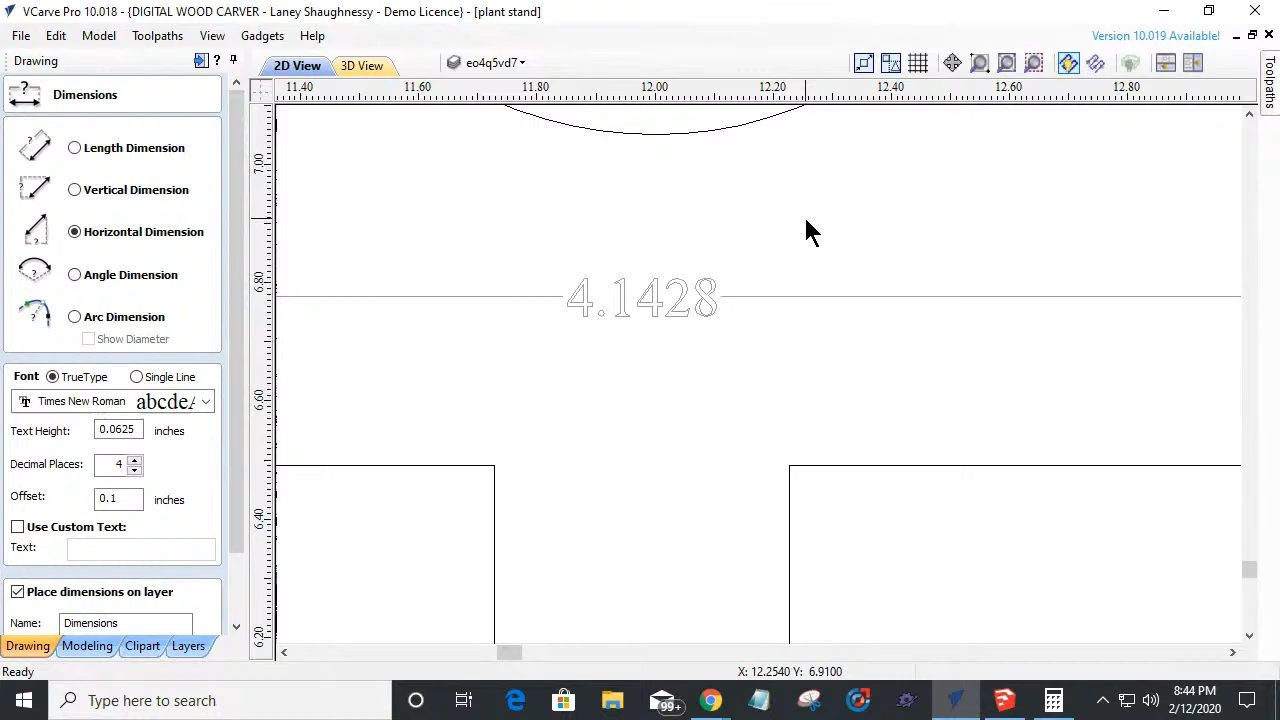 VCarve Pro 10.018 - {DIGITAL WOOD CARVER - Laney Shaughnessy - Demo Licence} - [plant stand]
File Edit Model Toolpaths View Gadgets Help
Version 10.019 Available!
Drawing
2D View 3D View eo4q5vd7
Toolpaths
Dimensions
11.40 11.60 11.80 12.00 12.20 12.40 12.60 12.80
7.00
6.80
6.60
6.40
6.20
Length Dimension
Vertical Dimension
Horizontal Dimension
Angle Dimension
Arc Dimension
Show Diameter
4.1428
Font TrueType Single Line
Times New Roman abcdeA
Text Height: 0.0625 inches
Decimal Places: 4
Offset: 0.1 inches
Use Custom Text:
Text:
Place dimensions on layer
Name: Dimensions
Drawing Modeling Clipart Layers
Ready
X: 12.2540 Y: 6.9100
Type here to search
99+
8:44 PM
2/12/2020